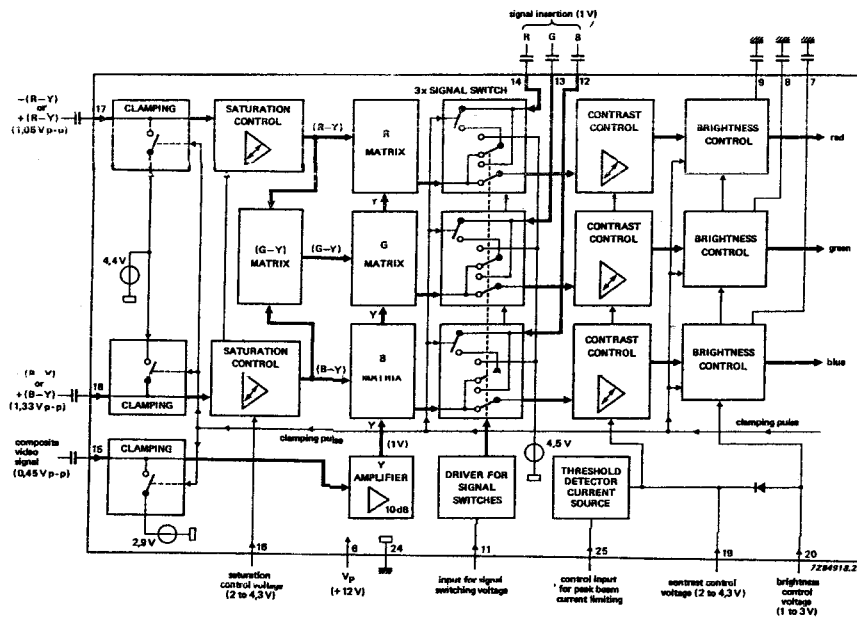 signal insertion (1 V)
R G B
14 13 12
9 8 7
3x SIGNAL SWITCH
−(R−Y)
or
+(R−Y)
(1,05 V p-p)
17
CLAMPING
SATURATION
CONTROL
(R−Y)
R
MATRIX
CONTRAST
CONTROL
BRIGHTNESS
CONTROL
red
Y
4,4 V
(G−Y)
MATRIX
(G−Y)
G
MATRIX
CONTRAST
CONTROL
BRIGHTNESS
CONTROL
green
Y
SATURATION
CONTROL
(B−Y)
B
MATRIX
CONTRAST
CONTROL
BRIGHTNESS
CONTROL
blue
or
+(B−Y)
(1,33 V p-p)
18
CLAMPING
Y
clamping pulse
clamping pulse
(1V)
4,5 V
composite
video
signal
(0,45 V p-p)
15
CLAMPING
Y
AMPLIFIER
10 dB
DRIVER FOR
SIGNAL
SWITCHES
THRESHOLD
DETECTOR
CURRENT
SOURCE
2,9 V
16
6
24
11
25
19
20
7Z84918.2
saturation
control voltage
(2 to 4,3 V)
VP
(+12 V)
input for signal
switching voltage
control input
for peak beam
current limiting
contrast control
voltage (2 to 4,3 V)
brightness
control
voltage
(1 to 3 V)